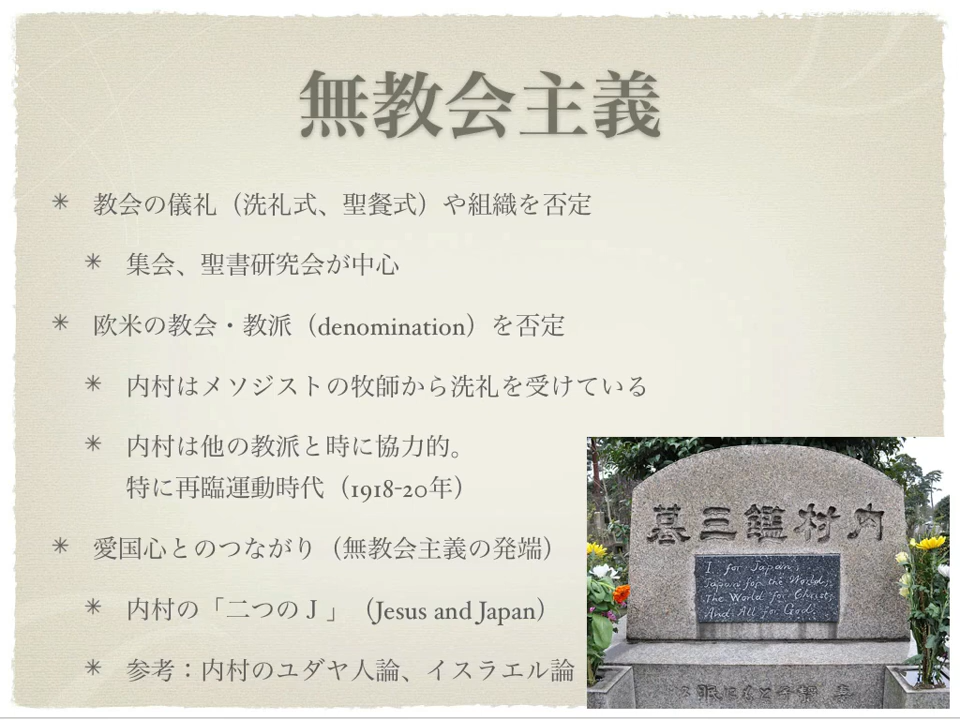 無教会主義
教会の儀礼（洗礼式、聖餐式）や組織を否定
集会、聖書研究会が中心
欧米の教会・教派（denomination）を否定
内村はメソジストの牧師から洗礼を受けている
内村は他の教派と時に協力的。
特に再臨運動時代（1918-20年）
愛国心とのつながり（無教会主義の発端）
内村の「二つのＪ」（Jesus and Japan）
参考：内村のユダヤ人論、イスラエル論
墓三鑑村内
I for Japan;
Japan for the World;
The World for Christ;
And All for God.